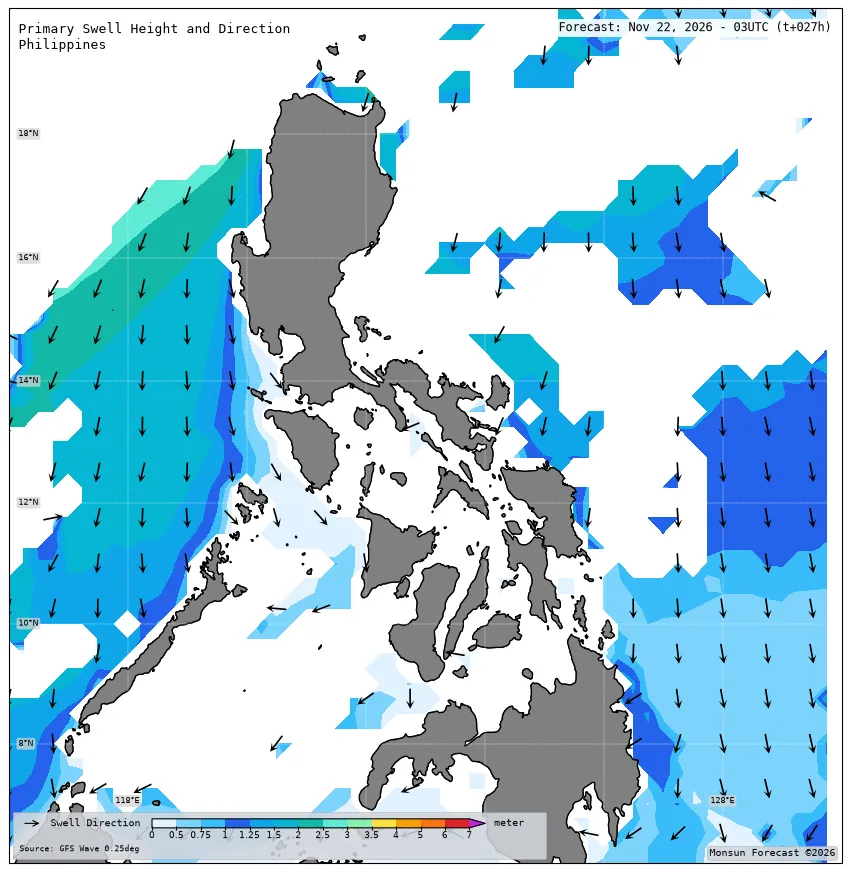 Primary Swell Height and Direction
Philippines
Forecast: Nov 22, 2026 - 03UTC (t+027h)
18°N
16°N
14°N
12°N
10°N
8°N
118°E
128°E
Swell Direction
meter
0 0.5 0.75 1 1.25 1.5 2 2.5 3 3.5 4 5 6 7
Source: GFS Wave 0.25deg
Monsun Forecast ©2026